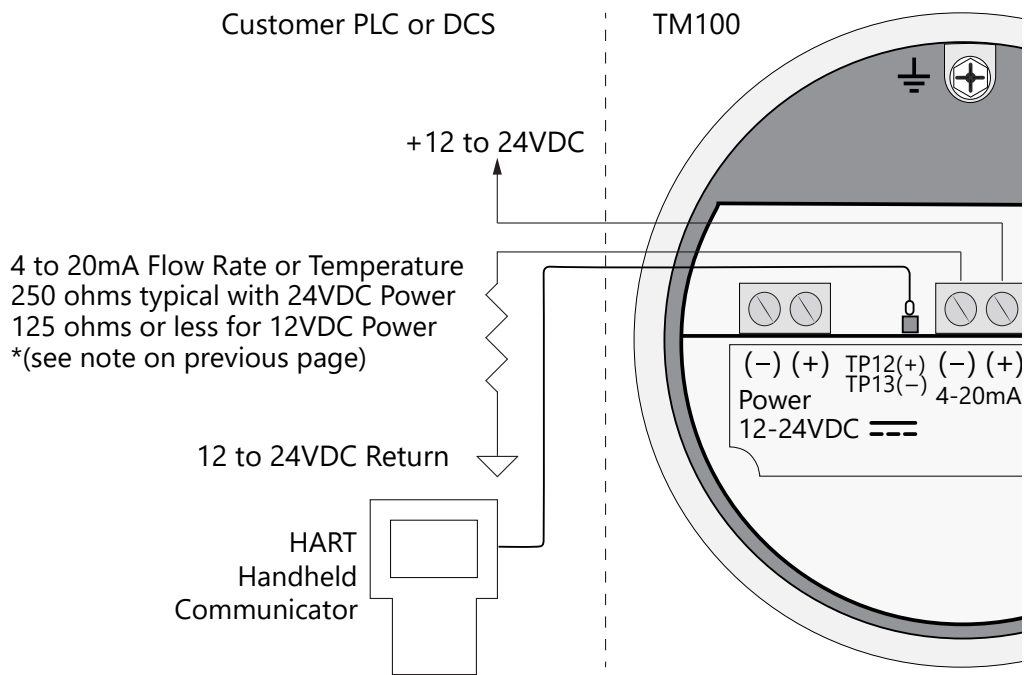 Customer PLC or DCS
TM100
+12 to 24VDC
4 to 20mA Flow Rate or Temperature
250 ohms typical with 24VDC Power
125 ohms or less for 12VDC Power
*(see note on previous page)
(−) (+)
TP12(+)
TP13(−)
(−) (+)
4-20mA
Power
12-24VDC
12 to 24VDC Return
HART
Handheld
Communicator